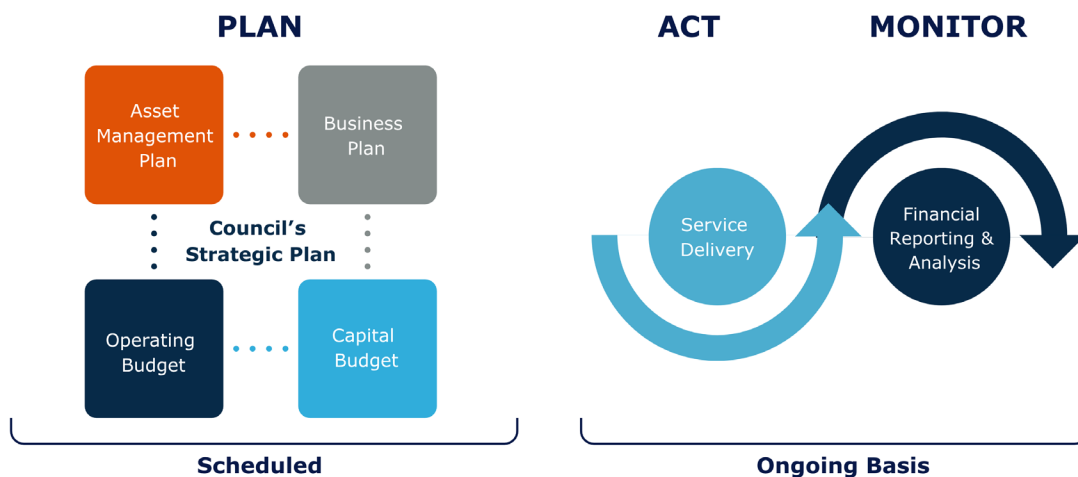 PLAN
Asset
Management
Plan
Business
Plan
Council’s
Strategic Plan
Operating
Budget
Capital
Budget
Scheduled
ACT
MONITOR
Service
Delivery
Financial
Reporting &
Analysis
Ongoing Basis